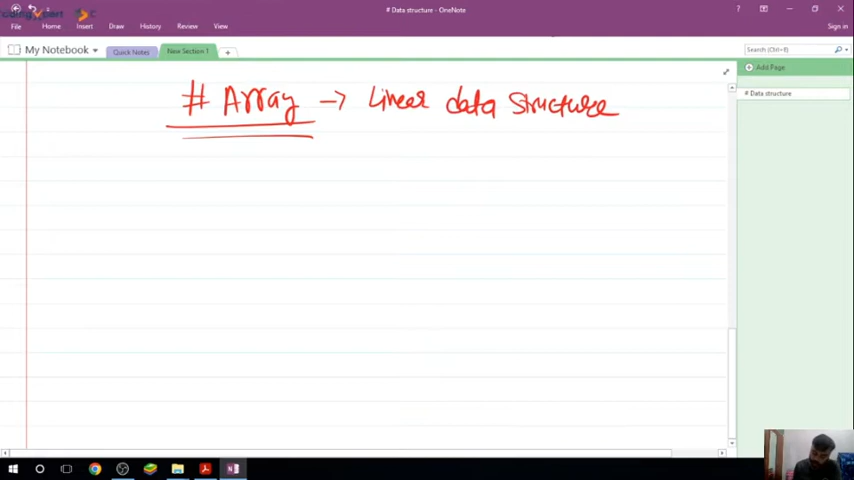 # Data structure - OneNote
?
File
Home
Insert
Draw
History
Review
View
Sign in
My Notebook
Quick Notes
New Section 1
+
Search (Ctrl+E)
Add Page
# Data structure
# Array → Linear data structure